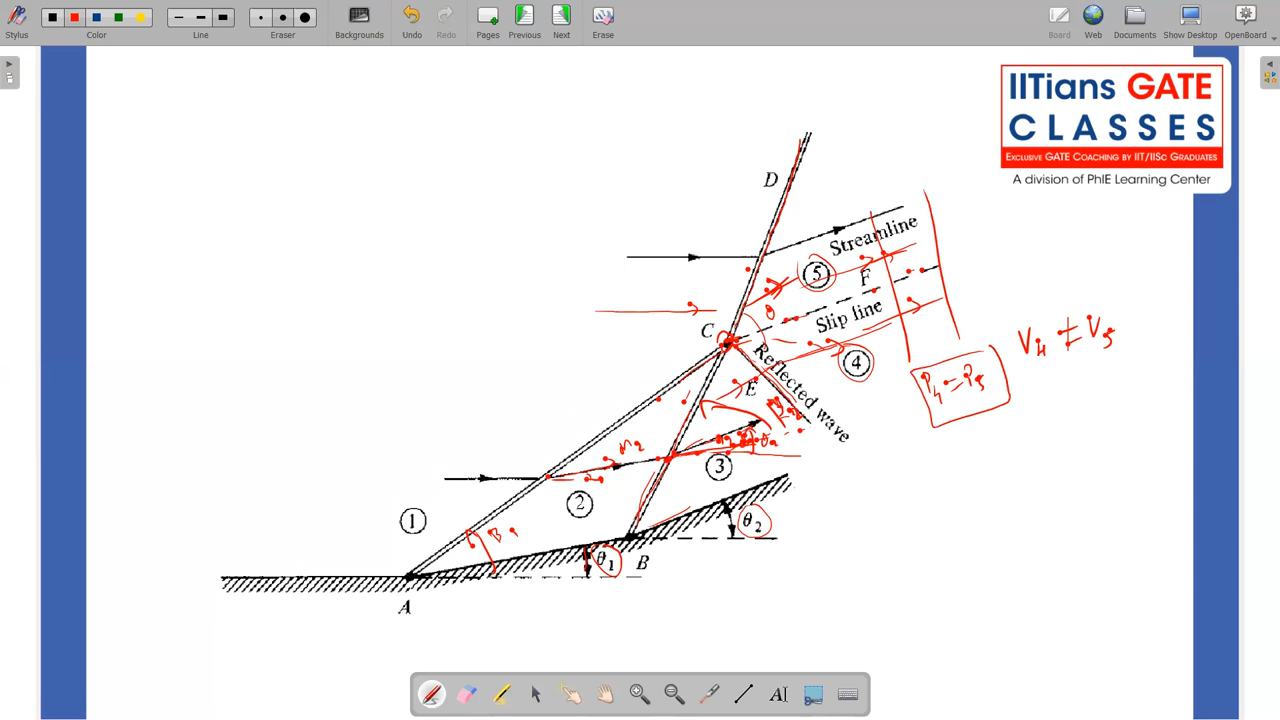 Stylus
Color
Line
Eraser
Backgrounds
Undo
Redo
Pages
Previous
Next
Erase
Board
Web
Documents
Show Desktop
OpenBoard
IITians GATE
CLASSES
EXCLUSIVE GATE COACHING BY IIT/IISc GRADUATES
A division of PhIE Learning Center
D
Streamline
5
F
θ
C
Slip line
V4 ≠ V5
4
Reflected wave
P4 = P5
E
M2
3
2
θ2
1
B
θ1
B
A
AI